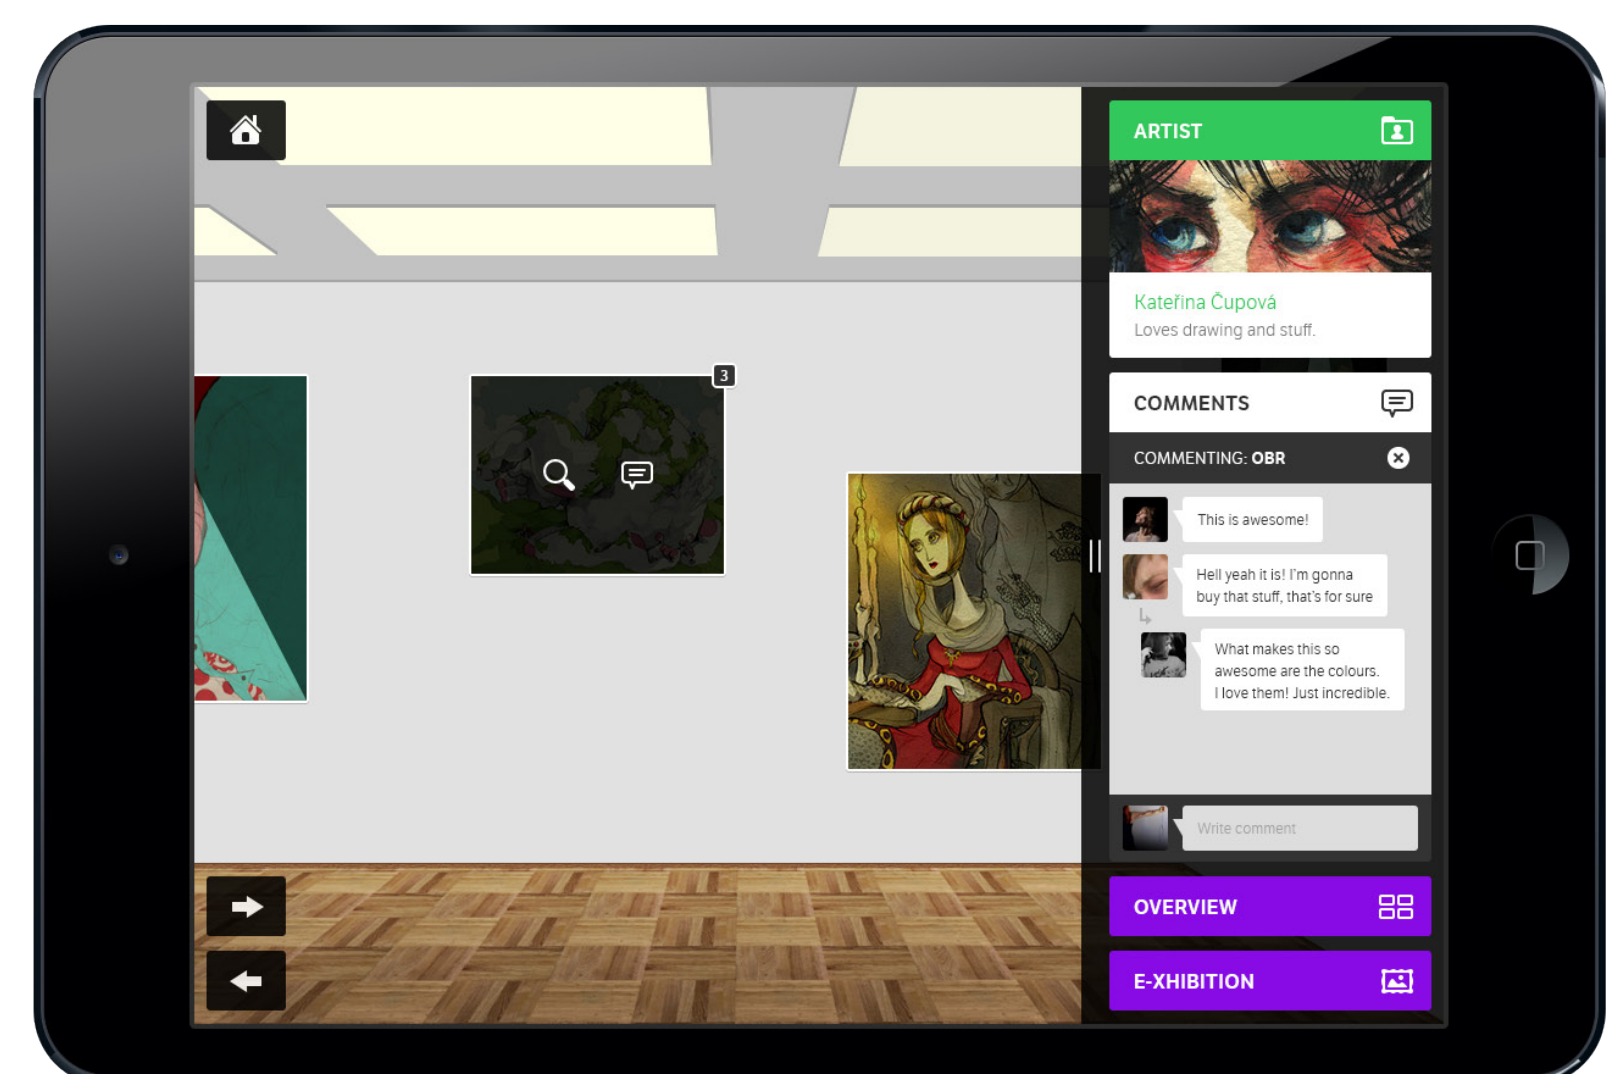 ARTIST
Kateřina Čupová
Loves drawing and stuff.
3
COMMENTS
COMMENTING: OBR
This is awesome!
Hell yeah it is! I'm gonna
buy that stuff, that's for sure
What makes this so
awesome are the colours.
I love them! Just incredible.
Write comment
OVERVIEW
E-XHIBITION